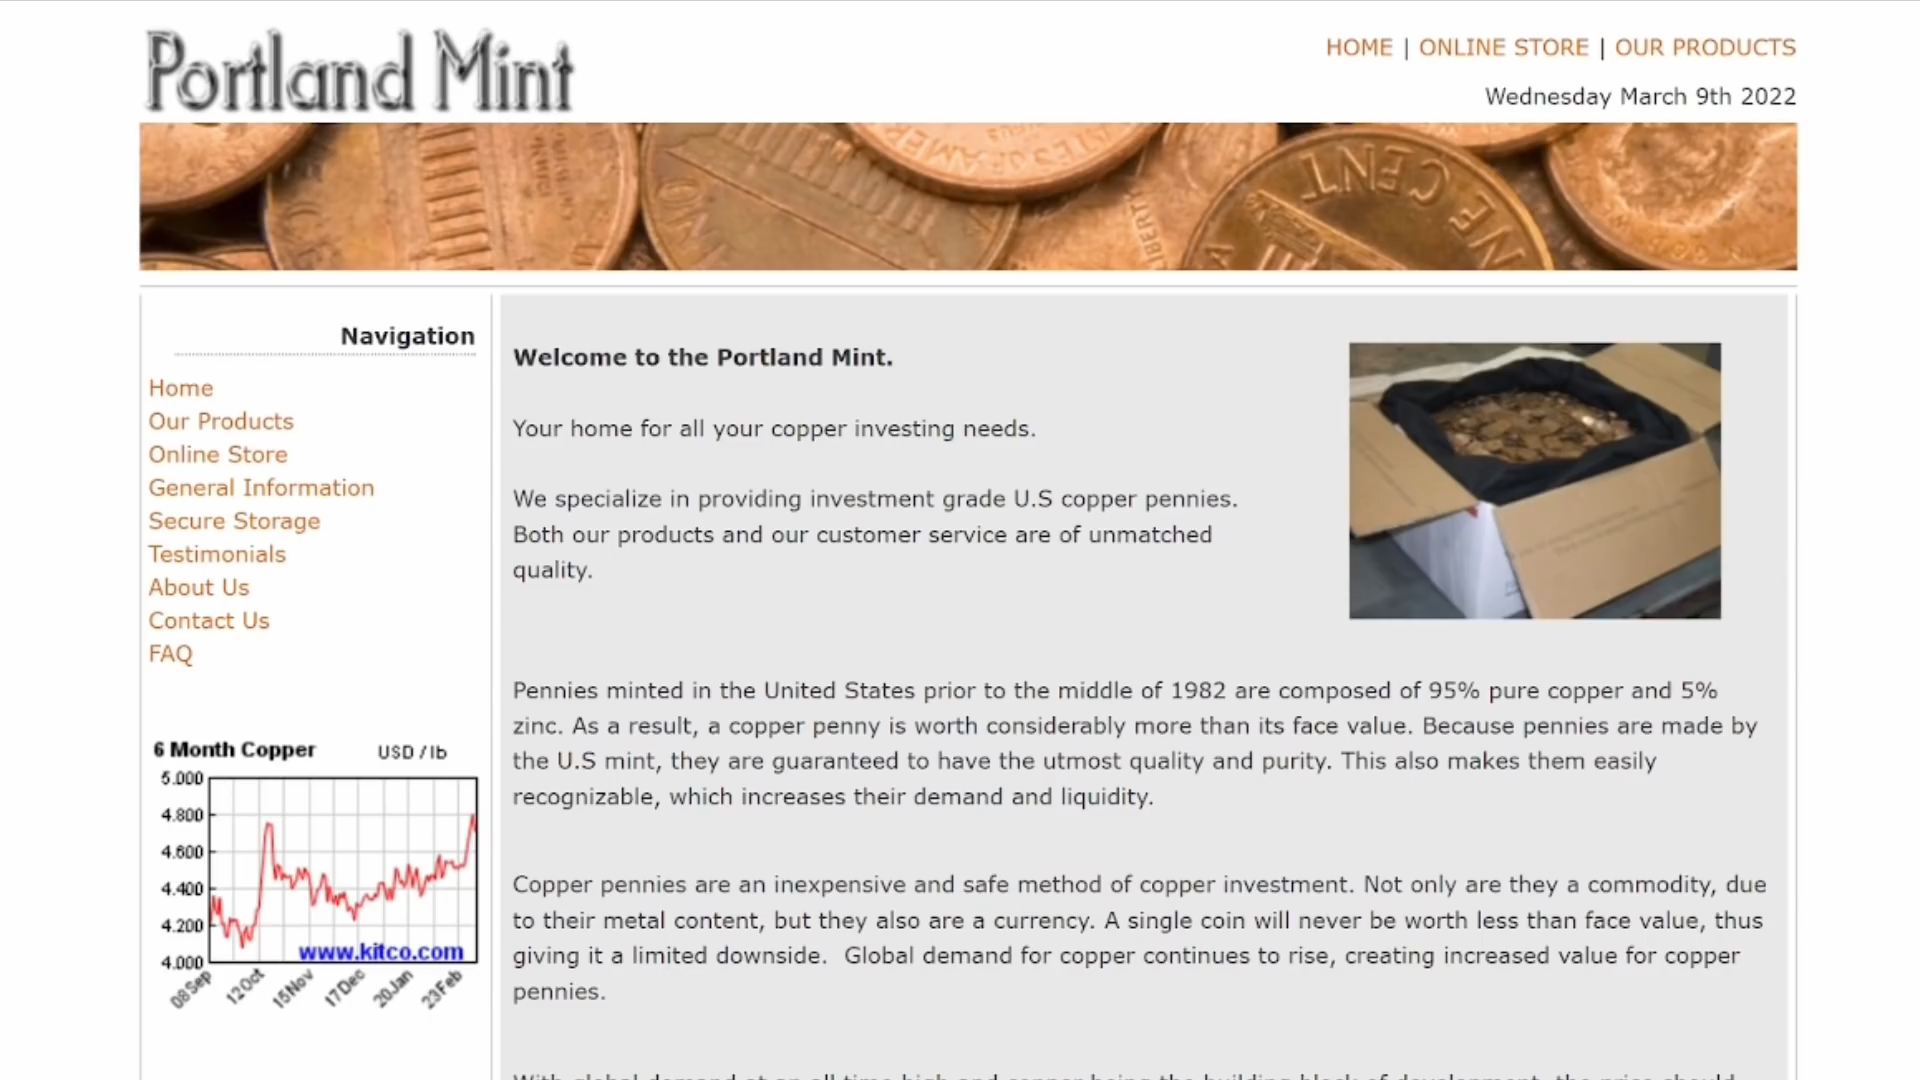 Portland Mint
HOME | ONLINE STORE | OUR PRODUCTS
Wednesday March 9th 2022
Navigation
Home
Our Products
Online Store
General Information
Secure Storage
Testimonials
About Us
Contact Us
FAQ
6 Month Copper USD / lb
5.000
4.800
4.600
4.400
4.200
4.000
www.kitco.com
08Sep 12Oct 15Nov 17Dec 20Jan 23Feb
Welcome to the Portland Mint.
Your home for all your copper investing needs.
We specialize in providing investment grade U.S copper pennies.
Both our products and our customer service are of unmatched
quality.
Pennies minted in the United States prior to the middle of 1982 are composed of 95% pure copper and 5%
zinc. As a result, a copper penny is worth considerably more than its face value. Because pennies are made by
the U.S mint, they are guaranteed to have the utmost quality and purity. This also makes them easily
recognizable, which increases their demand and liquidity.
Copper pennies are an inexpensive and safe method of copper investment. Not only are they a commodity, due
to their metal content, but they also are a currency. A single coin will never be worth less than face value, thus
giving it a limited downside.  Global demand for copper continues to rise, creating increased value for copper
pennies.